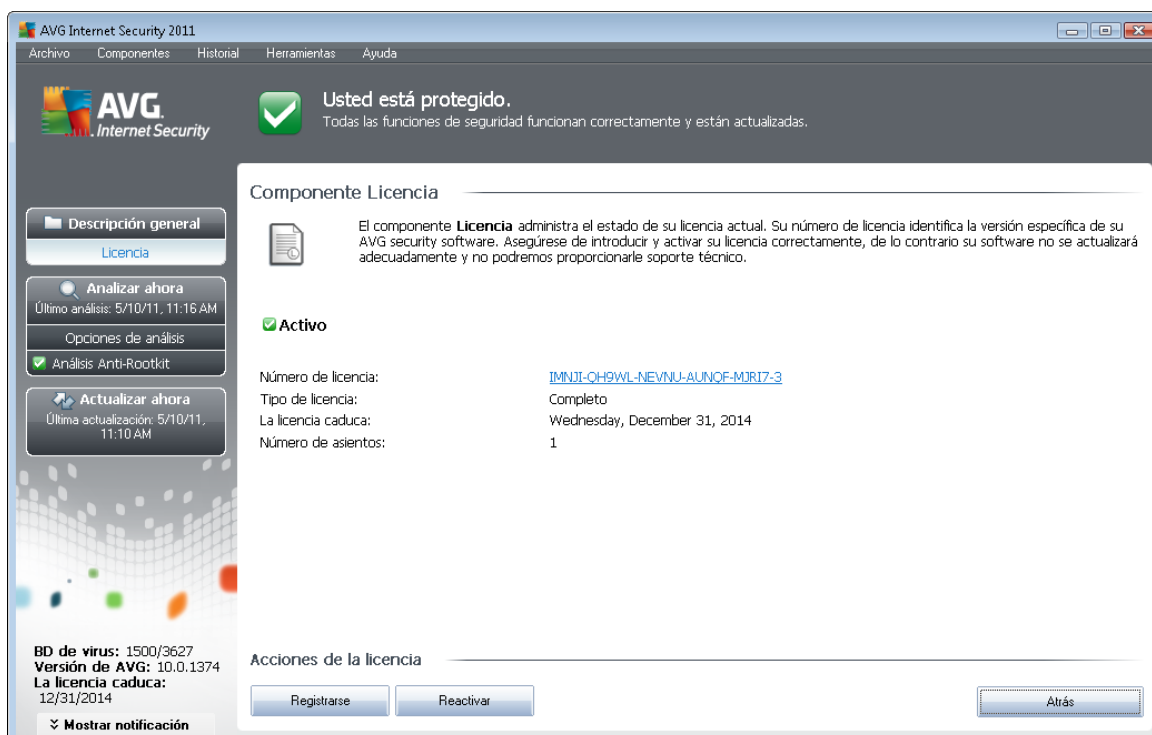 AVG Internet Security 2011
Archivo Componentes Historial Herramientas Ayuda
AVG.
Internet Security
Usted está protegido.
Todas las funciones de seguridad funcionan correctamente y están actualizadas.
Descripción general
Licencia
Analizar ahora
Último análisis: 5/10/11, 11:16 AM
Opciones de análisis
Análisis Anti-Rootkit
Actualizar ahora
Última actualización: 5/10/11,
11:10 AM
BD de virus: 1500/3627
Versión de AVG: 10.0.1374
La licencia caduca:
12/31/2014
Mostrar notificación
Componente Licencia
El componente Licencia administra el estado de su licencia actual. Su número de licencia identifica la versión específica de su
AVG security software. Asegúrese de introducir y activar su licencia correctamente, de lo contrario su software no se actualizará
adecuadamente y no podremos proporcionarle soporte técnico.
Activo
Número de licencia: IMNJI-QH9WL-NEVNU-AUNQF-MJRI7-3
Tipo de licencia: Completo
La licencia caduca: Wednesday, December 31, 2014
Número de asientos: 1
Acciones de la licencia
Registrarse Reactivar Atrás